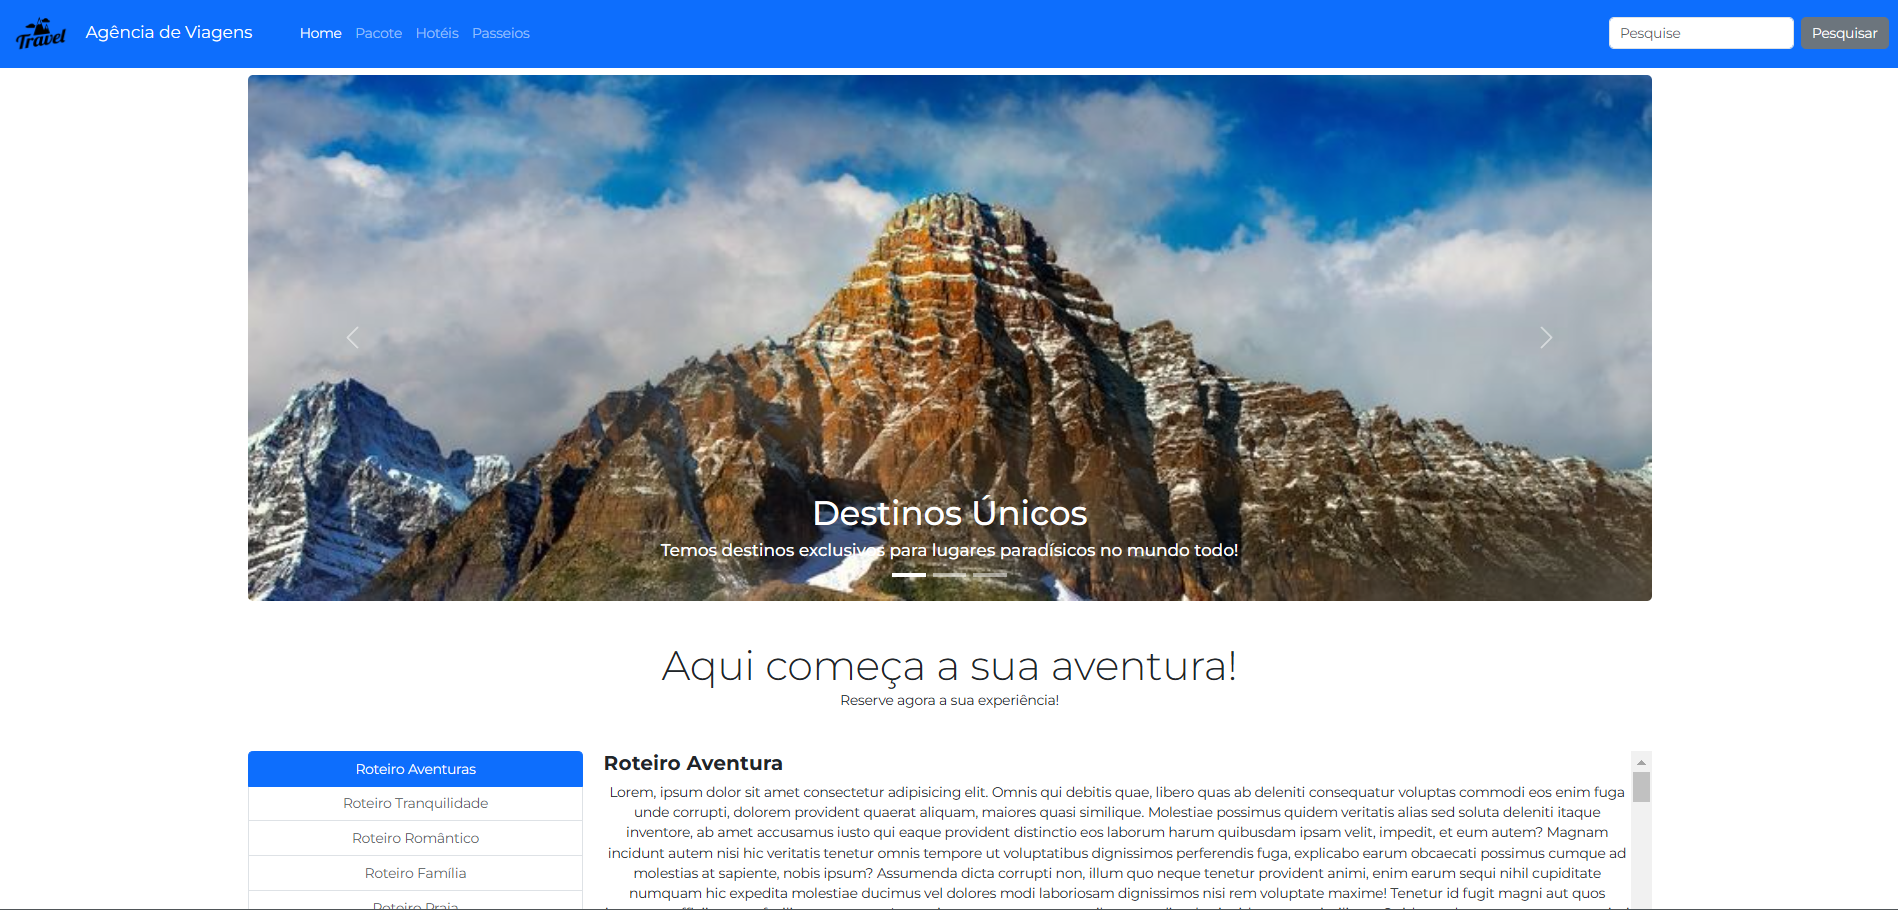 Travel
Agência de Viagens
Home Pacote Hotéis Passeios
Pesquise
Pesquisar
Destinos Únicos
Temos destinos exclusivos para lugares paradísicos no mundo todo!
Aqui começa a sua aventura!
Reserve agora a sua experiência!
Roteiro Aventuras
Roteiro Tranquilidade
Roteiro Romântico
Roteiro Família
Roteiro Praia
Roteiro Aventura
Lorem, ipsum dolor sit amet consectetur adipisicing elit. Omnis qui debitis quae, libero quas ab deleniti consequatur voluptas commodi eos enim fuga
unde corrupti, dolorem provident quaerat aliquam, maiores quasi similique. Molestiae possimus quidem veritatis alias sed soluta deleniti itaque
inventore, ab amet accusamus iusto qui eaque provident distinctio eos laborum harum quibusdam ipsam velit, impedit, et eum autem? Magnam
incidunt autem nisi hic veritatis tenetur omnis tempore ut voluptatibus dignissimos perferendis fuga, explicabo earum obcaecati possimus cumque ad
molestias at sapiente, nobis ipsum? Assumenda dicta corrupti non, illum quo neque tenetur provident animi, enim earum sequi nihil cupiditate
numquam hic expedita molestiae ducimus vel dolores modi laboriosam dignissimos nisi rem voluptate maxime! Tenetur id fugit magni aut quos